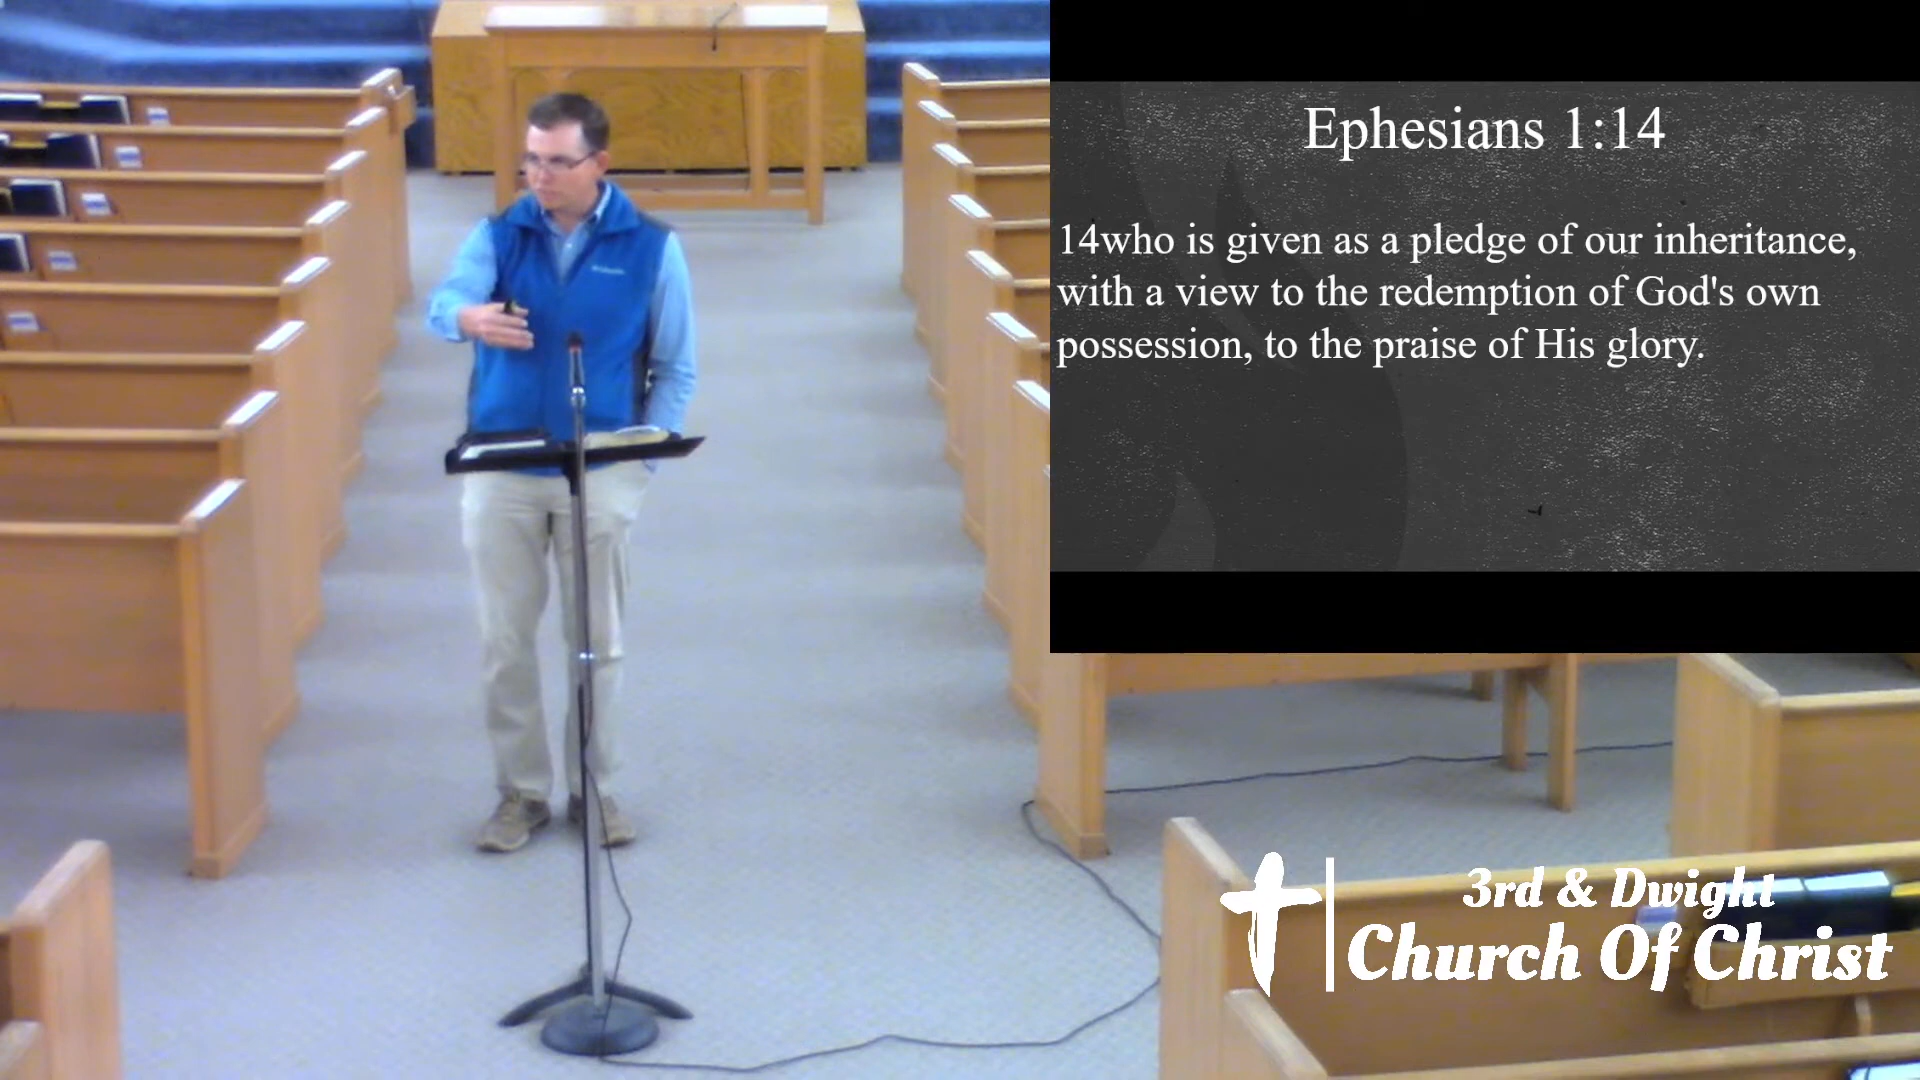 Ephesians 1:14
14who is given as a pledge of our inheritance,
with a view to the redemption of God's own
possession, to the praise of His glory.
3rd & Dwight
Church Of Christ